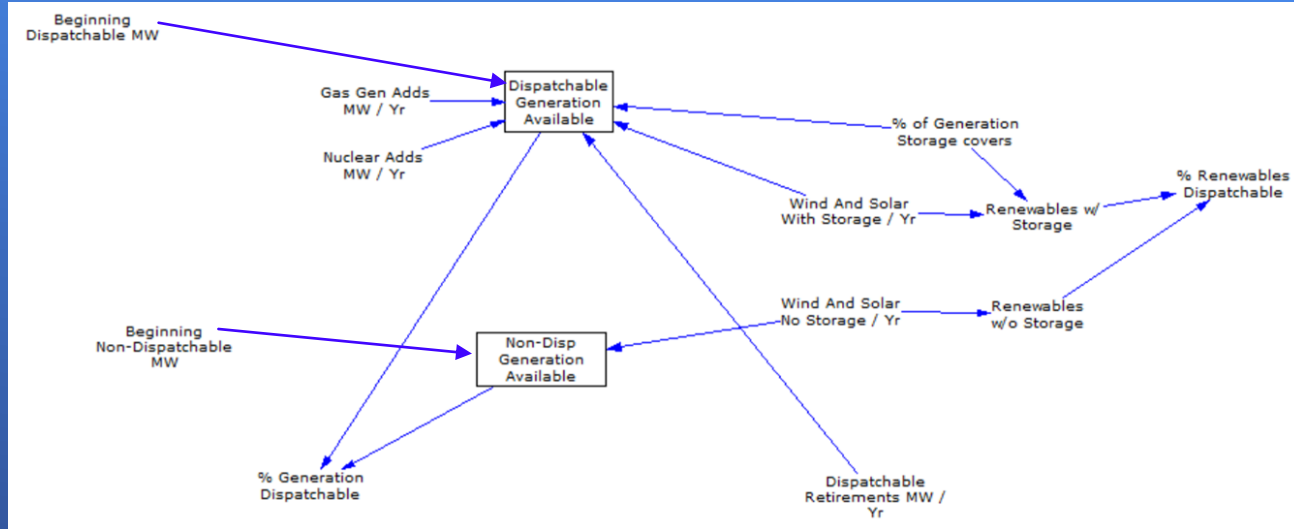 Beginning
Dispatchable MW
Gas Gen Adds
MW / Yr
Nuclear Adds
MW / Yr
Dispatchable
Generation
Available
% of Generation
Storage covers
% Renewables
Dispatchable
Wind And Solar
With Storage / Yr
Renewables w/
Storage
Wind And Solar
No Storage / Yr
Renewables
w/o Storage
Beginning
Non-Dispatchable
MW
Non-Disp
Generation
Available
% Generation
Dispatchable
Dispatchable
Retirements MW /
Yr